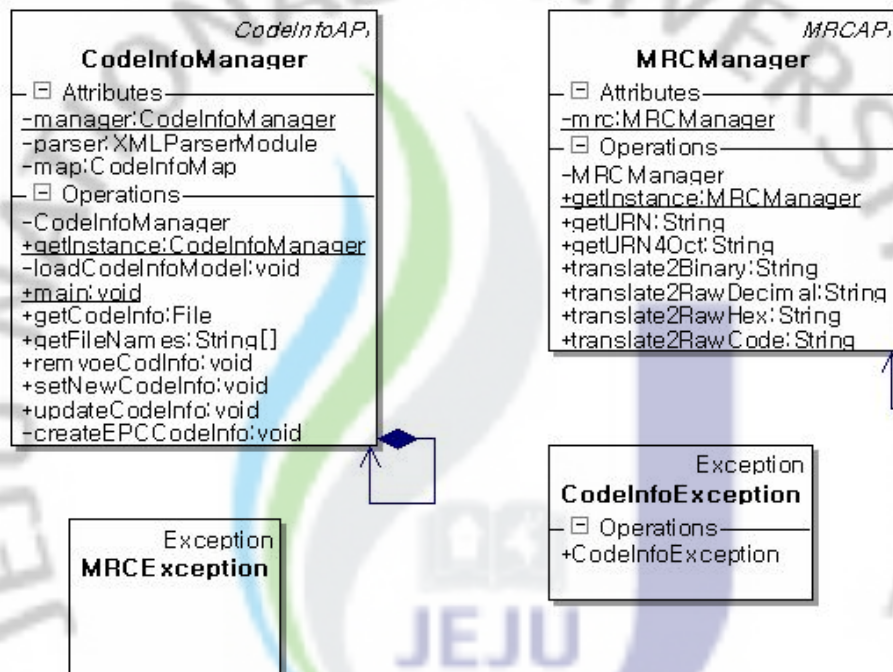 CodeInfoAPI
CodeInfoManager
Attributes
-manager:CodeInfoManager
-parser:XMLParserModule
-map:CodeInfoMap
Operations
-CodeInfoManager
+getInstance:CodeInfoManager
-loadCodeInfoModel:void
+main:void
+getCodeInfo:File
+getFileNames:String[]
+remvoeCodInfo:void
+setNewCodeInfo:void
+updateCodeInfo:void
-createEPCCodeInfo:void
MRCAPI
MRCManager
Attributes
-mrc:MRCManager
Operations
-MRCManager
+getInstance:MRCManager
+getURN:String
+getURN4Oct:String
+translate2Binary:String
+translate2RawDecimal:String
+translate2RawHex:String
+translate2RawCode:String
Exception
MRCException
Exception
CodeInfoException
Operations
+CodeInfoException
JEJU